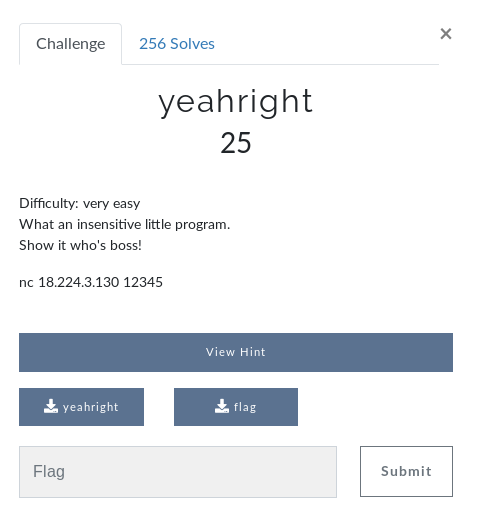 Challenge
256 Solves
×
yeahright
25
Difficulty: very easy
What an insensitive little program.
Show it who's boss!
nc 18.224.3.130 12345
View Hint
yeahright
flag
Flag
Submit